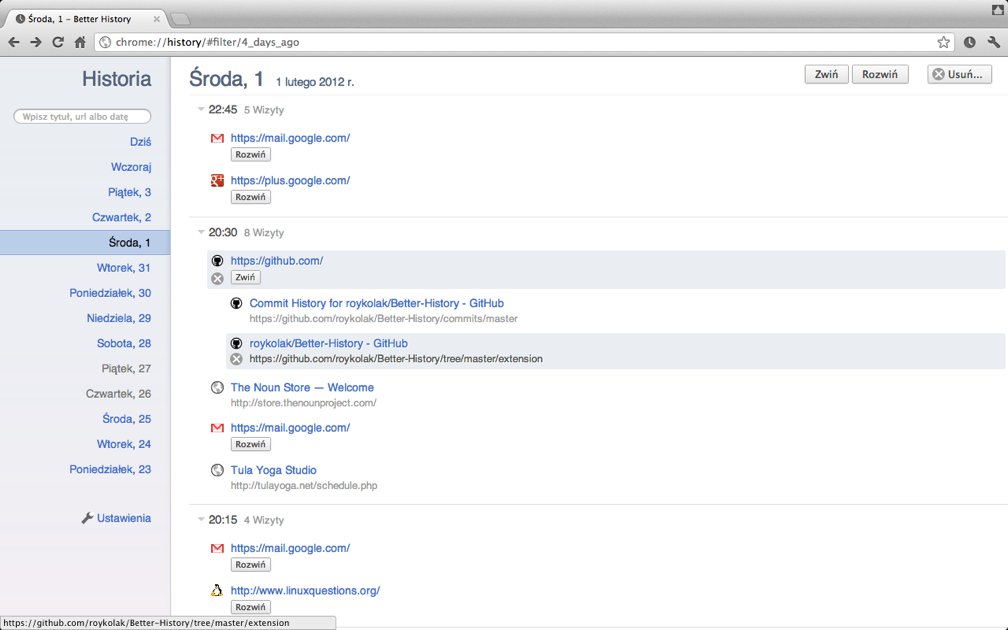 Środa, 1 – Better History
chrome://history/#filter/4_days_ago
Historia
Wpisz tytuł, url albo datę
Dziś
Wczoraj
Piątek, 3
Czwartek, 2
Środa, 1
Wtorek, 31
Poniedziałek, 30
Niedziela, 29
Sobota, 28
Piątek, 27
Czwartek, 26
Środa, 25
Wtorek, 24
Poniedziałek, 23
Ustawienia
Środa, 1 1 lutego 2012 r.
Zwiń Rozwiń Usuń...
22:45 5 Wizyty
https://mail.google.com/
Rozwiń
https://plus.google.com/
Rozwiń
20:30 8 Wizyty
https://github.com/
Zwiń
Commit History for roykolak/Better-History - GitHub
https://github.com/roykolak/Better-History/commits/master
roykolak/Better-History - GitHub
https://github.com/roykolak/Better-History/tree/master/extension
The Noun Store — Welcome
http://store.thenounproject.com/
https://mail.google.com/
Rozwiń
Tula Yoga Studio
http://tulayoga.net/schedule.php
20:15 4 Wizyty
https://mail.google.com/
Rozwiń
http://www.linuxquestions.org/
Rozwiń
https://github.com/roykolak/Better-History/tree/master/extension